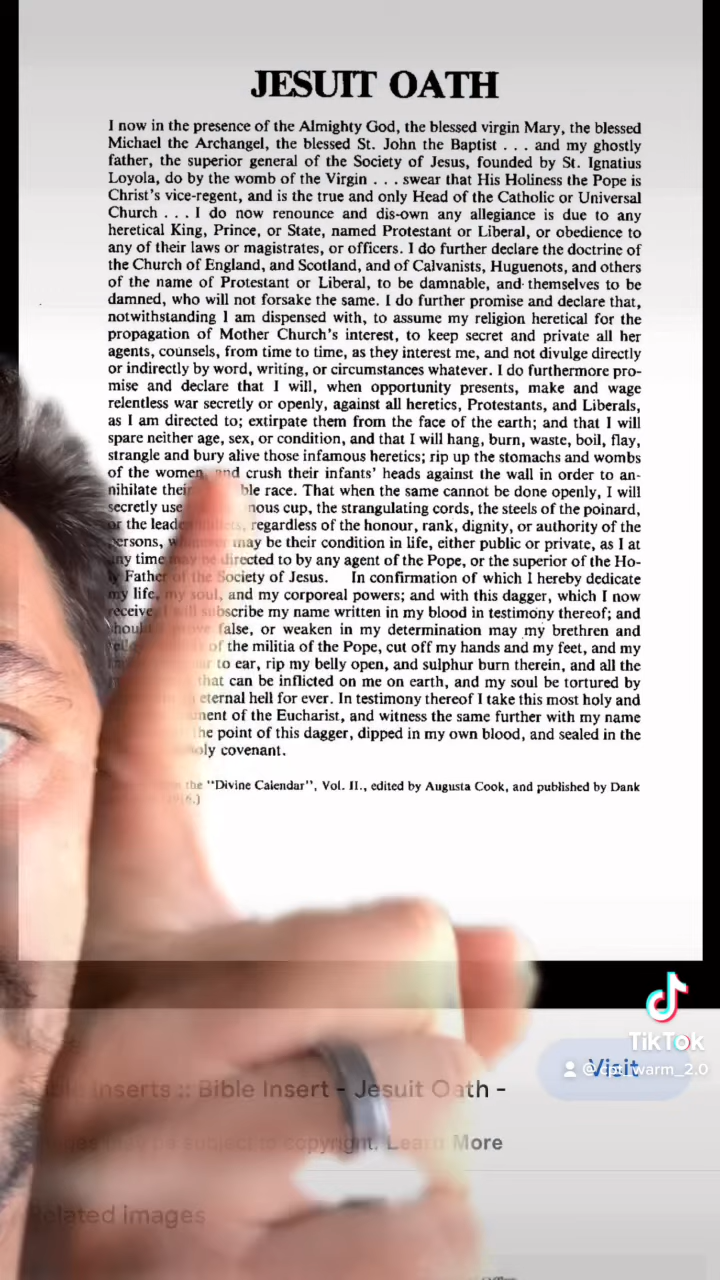 JESUIT OATH
I now in the presence of the Almighty God, the blessed virgin Mary, the blessed
Michael the Archangel, the blessed St. John the Baptist . . . and my ghostly
father, the superior general of the Society of Jesus, founded by St. Ignatius
Loyola, do by the womb of the Virgin . . . swear that His Holiness the Pope is
Christ's vice-regent, and is the true and only Head of the Catholic or Universal
Church . . . I do now renounce and dis-own any allegiance is due to any
heretical King, Prince, or State, named Protestant or Liberal, or obedience to
any of their laws or magistrates, or officers. I do further declare the doctrine of
the Church of England, and Scotland, and of Calvanists, Huguenots, and others
of the name of Protestant or Liberal, to be damnable, and themselves to be
damned, who will not forsake the same. I do further promise and declare that,
notwithstanding I am dispensed with, to assume my religion heretical for the
propagation of Mother Church's interest, to keep secret and private all her
agents, counsels, from time to time, as they interest me, and not divulge directly
or indirectly by word, writing, or circumstances whatever. I do furthermore pro-
mise and declare that I will, when opportunity presents, make and wage
relentless war secretly or openly, against all heretics, Protestants, and Liberals,
as I am directed to; extirpate them from the face of the earth; and that I will
spare neither age, sex, or condition, and that I will hang, burn, waste, boil, flay,
strangle and bury alive those infamous heretics; rip up the stomachs and wombs
of the women, and crush their infants' heads against the wall in order to an-
nihilate their ble race. That when the same cannot be done openly, I will
secretly use nous cup, the strangulating cords, the steels of the poinard,
or the leaden bullets, regardless of the honour, rank, dignity, or authority of the
persons, whatever may be their condition in life, either public or private, as I at
any time may be directed to by any agent of the Pope, or the superior of the Ho-
ly Father of the Society of Jesus. In confirmation of which I hereby dedicate
my life, my soul, and my corporeal powers; and with this dagger, which I now
receive, I will subscribe my name written in my blood in testimony thereof; and
should prove false, or weaken in my determination may my brethren and
of the militia of the Pope, cut off my hands and my feet, and my
to ear, rip my belly open, and sulphur burn therein, and all the
that can be inflicted on me on earth, and my soul be tortured by
eternal hell for ever. In testimony thereof I take this most holy and
ment of the Eucharist, and witness the same further with my name
he point of this dagger, dipped in my own blood, and sealed in the
oly covenant.
the "Divine Calendar", Vol. II., edited by Augusta Cook, and published by Dank
TikTok
Visit
Inserts :: Bible Insert - Jesuit Oath -
subject to copyright. Learn More
Related images